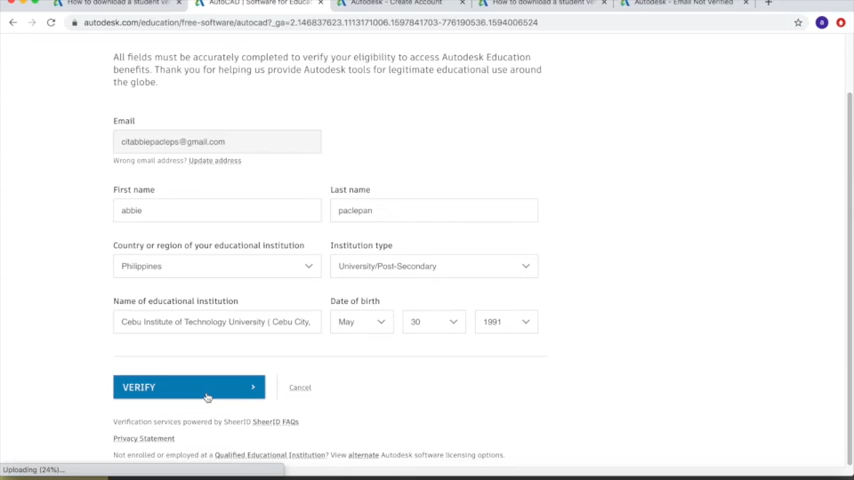 How to download a student ve
AutoCAD | Software for Educa
Autodesk - Create Account
How to download a student ve
Autodesk - Email Not Verified
autodesk.com/education/free-software/autocad?_ga=2.146837623.1113171006.1597841703-776190536.1594006524
All fields must be accurately completed to verify your eligibility to access Autodesk Education
benefits. Thank you for helping us provide Autodesk tools for legitimate educational use around
the globe.
Email
citabbiepacleps@gmail.com
Wrong email address? Update address
First name
Last name
abbie
paclepan
Country or region of your educational institution
Institution type
Philippines
University/Post-Secondary
Name of educational institution
Date of birth
Cebu Institute of Technology University ( Cebu City,
May
30
1991
VERIFY
Cancel
Verification services powered by SheerID SheerID FAQs
Privacy Statement
Not enrolled or employed at a Qualified Educational Institution? View alternate Autodesk software licensing options.
Uploading (24%)...